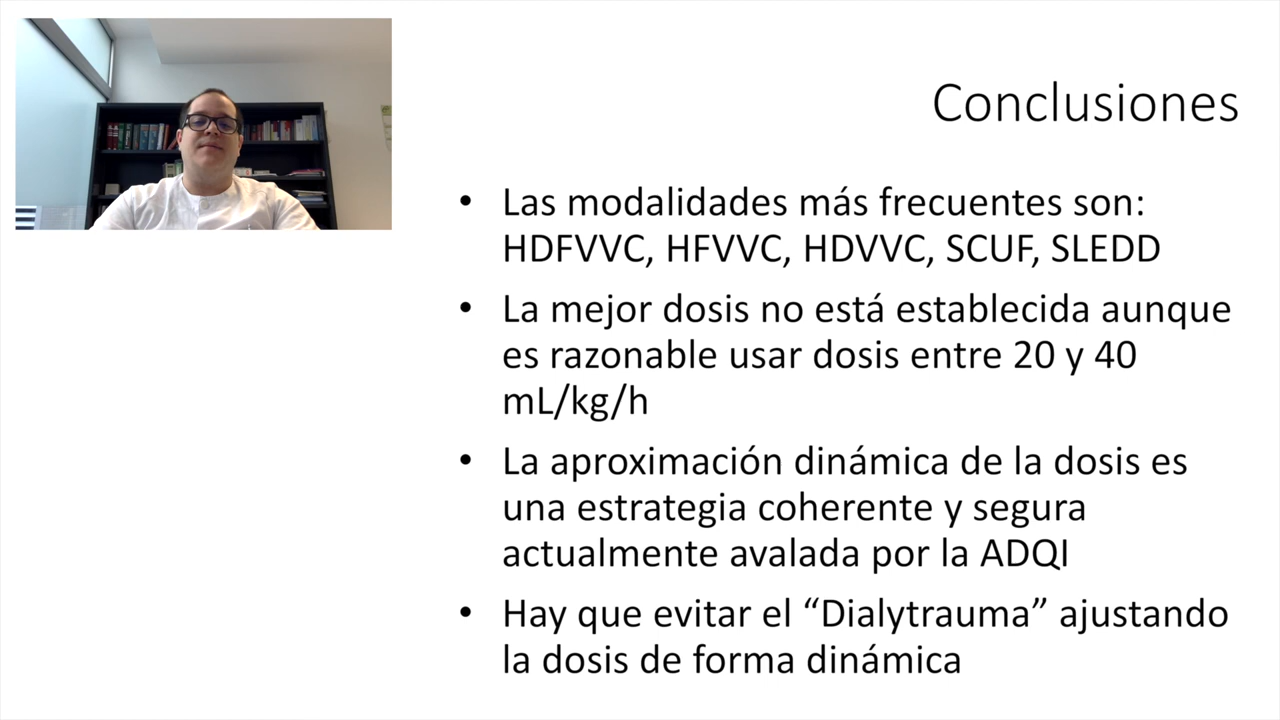 Conclusiones
• Las modalidades más frecuentes son:
HDFVVC, HFVVC, HDVVC, SCUF, SLEDD
• La mejor dosis no está establecida aunque
es razonable usar dosis entre 20 y 40
mL/kg/h
• La aproximación dinámica de la dosis es
una estrategia coherente y segura
actualmente avalada por la ADQI
• Hay que evitar el “Dialytrauma” ajustando
la dosis de forma dinámica